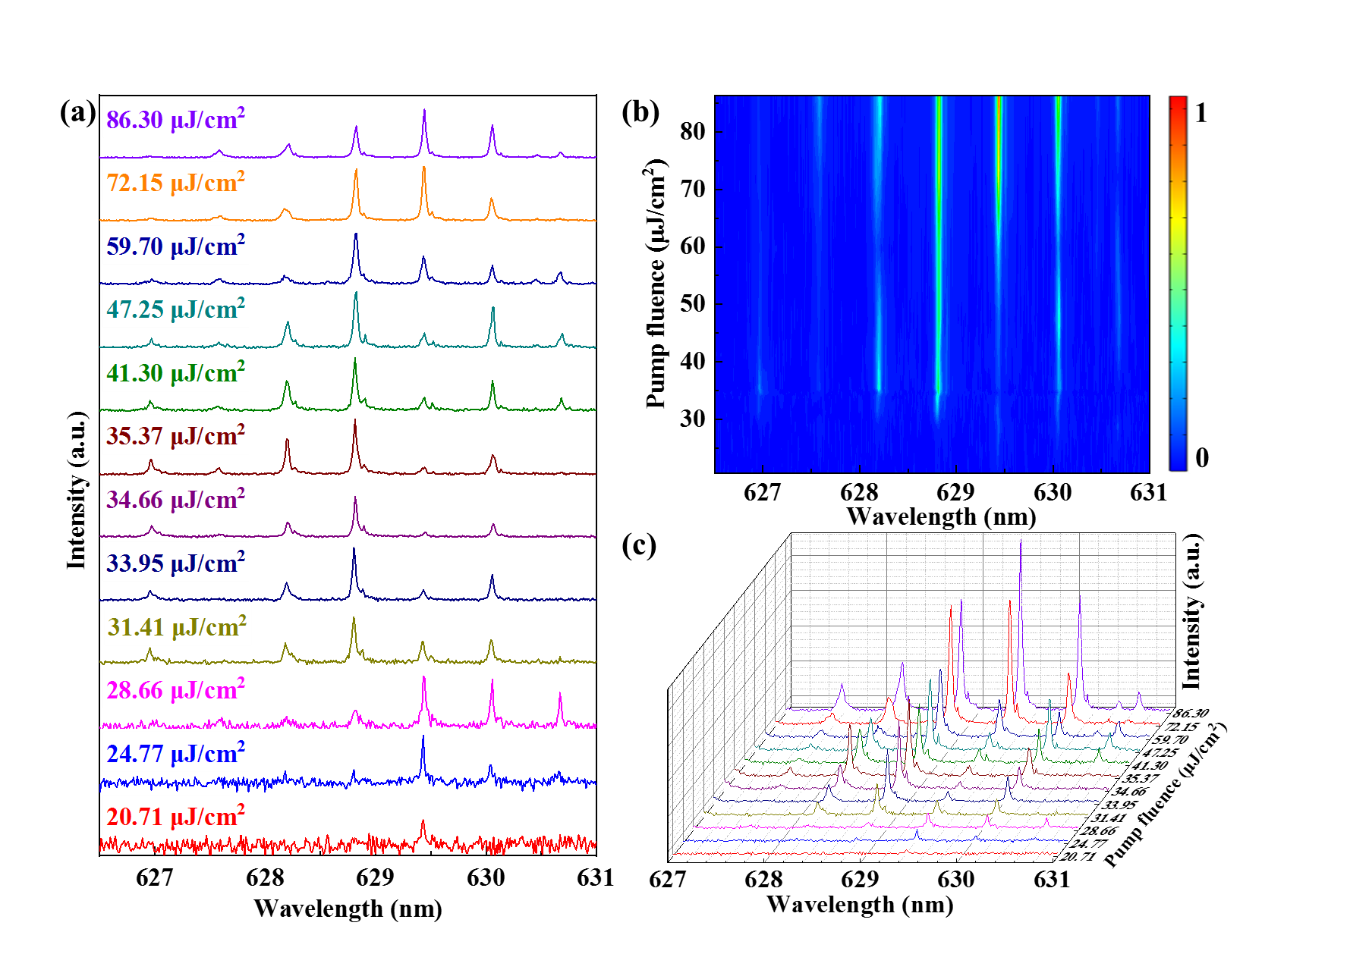 (a)
86.30 μJ/cm²
72.15 μJ/cm²
59.70 μJ/cm²
47.25 μJ/cm²
41.30 μJ/cm²
35.37 μJ/cm²
34.66 μJ/cm²
33.95 μJ/cm²
31.41 μJ/cm²
28.66 μJ/cm²
24.77 μJ/cm²
20.71 μJ/cm²
Intensity (a.u.)
627 628 629 630 631
Wavelength (nm)
(b)
80
70
60
50
40
30
Pump fluence (μJ/cm²)
627 628 629 630 631
Wavelength (nm)
1
0
(c)
Intensity (a.u.)
86.30
72.15
59.70
47.25
41.30
35.37
34.66
33.95
31.41
28.66
24.77
20.71
Pump fluence (μJ/cm²)
627 628 629 630 631
Wavelength (nm)